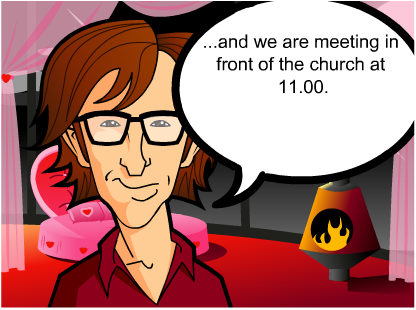 ...and we are meeting in
front of the church at
11.00.